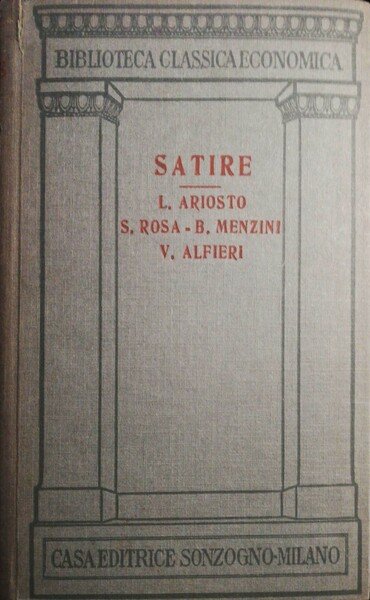 BIBLIOTECA CLASSICA ECONOMICA
SATIRE
L. ARIOSTO
S. ROSA - B. MENZINI
V. ALFIERI
CASA EDITRICE SONZOGNO-MILANO